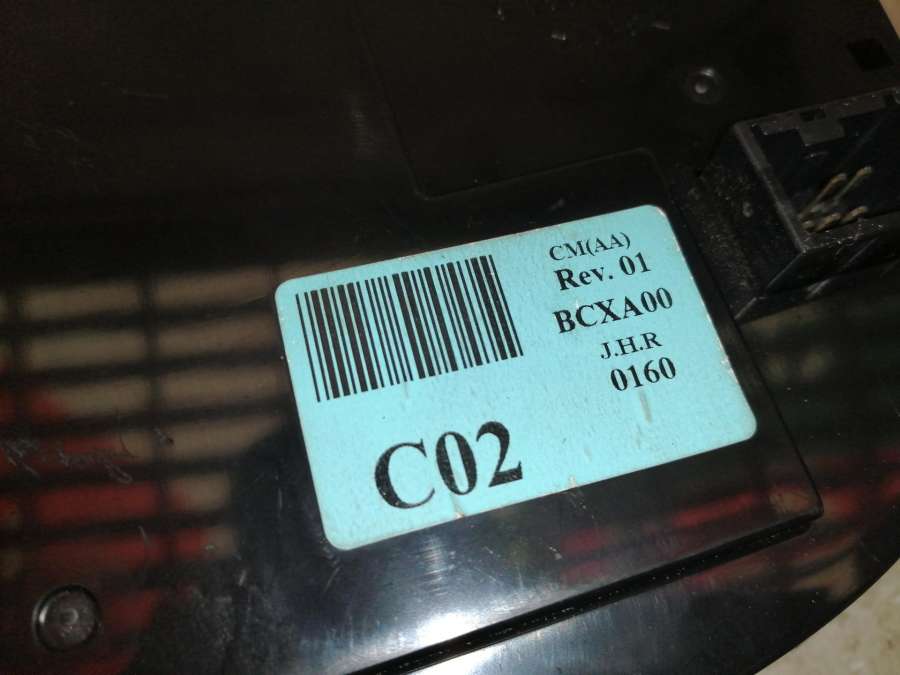 CM(AA)
Rev. 01
BCXA00
J.H.R
0160
C02